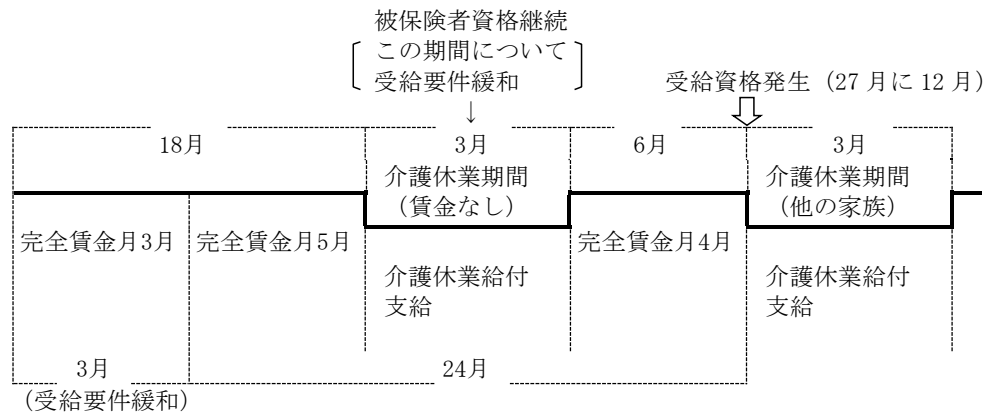 被保険者資格継続
この期間について
受給要件緩和
↓
受給資格発生（27月に12月）
18月
3月
6月
3月
介護休業期間
（賃金なし）
介護休業期間
（他の家族）
完全賃金月3月
完全賃金月5月
完全賃金月4月
介護休業給付
支給
介護休業給付
支給
3月
24月
（受給要件緩和）